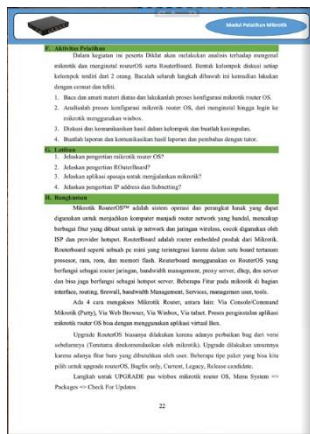 Modul Pelatihan Mikrotik
F. Aktivitas Pelatihan
Dalam kegiatan ini peserta Diklat akan melakukan analisis terhadap mengenal
mikrotik dan menginstal routerOS serta RouterBoard. Bentuk kelompok diskusi setiap
kelompok terdiri dari 2 orang. Bacalah seluruh langkah dibawah ini kemudian lakukan
dengan cermat dan teliti.
1. Baca dan amati materi diatas dan lakukanlah proses konfigurasi mikrotik router OS.
2. Analisalah proses konfigurasi mikrotik router OS, dari menginstal hingga login ke
mikrotik menggunakan winbox.
3. Diskusi dan komunikasikan hasil dalam kelompok dan buatlah kesimpulan.
4. Buatlah laporan dan komunikasikan hasil laporan dan pembahas dengan tutor.
G. Latihan
1. Jelaskan pengertian mikrotik router OS?
2. Jelaskan pengertian ROuterBoard?
3. Jelaskan aplikasi apasaja untuk menjalankan mikrotik?
4. Jelaskan pengertian IP address dan Subnetting?
H. Rangkuman
Mikrotik RouterOS™ adalah sistem operasi dan perangkat lunak yang dapat
digunakan untuk menjadikan komputer manjadi router network yang handal, mencakup
berbagai fitur yang dibuat untuk ip network dan jaringan wireless, cocok digunakan oleh
ISP dan provider hotspot. RouterBoard adalah router embedded produk dari Mikrotik.
Routerboard seperti sebuah pc mini yang terintegrasi karena dalam satu board tertanam
prosesor, ram, rom, dan memori flash. Routerboard menggunakan os RouterOS yang
berfungsi sebagai router jaringan, bandwidth management, proxy server, dhcp, dns server
dan bisa juga berfungsi sebagai hotspot server. Beberapa Fitur pada mikrotik di bagian
interface, routing, firewall, bandwidth Management, Services, managemen user, tools.
Ada 4 cara mengakses Mikrotik Router, antara lain: Via Console/Command
Mikrotik (Putty), Via Web Browser, Via Winbox, Via talnet. Proses penginstalan aplikasi
mikrotik router OS bisa dengan menggunakan aplikasi virtual Box.
Upgrade RouterOS biasanya dilakukan karena adanya perbaikan bug dari versi
sebelumnya (Terutama direkomendasikan oleh mikrotik). Upgrade dilakukan umumnya
karena adanya fitur baru yang dibutuhkan oleh user. Beberapa tipe paket yang bisa kita
pilih untuk upgrade routerOS, Bugfix only, Current, Legacy, Release candidate.
Langkah untuk UPGRADE pas winbox mikrotik router OS, Menu System =>
Packages => Check For Updates
22